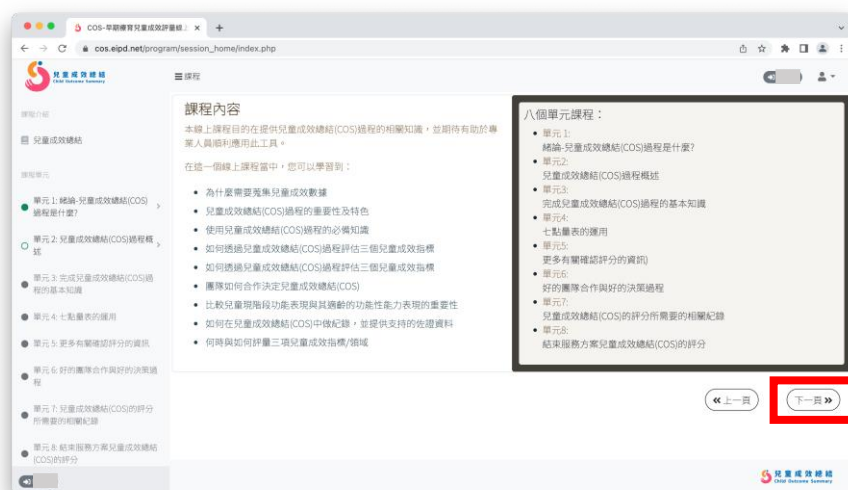 COS-早期療育兒童成效評量線上
cos.eipd.net/program/session_home/index.php
兒童成效總結
Child Outcome Summary
課程
課程介紹
兒童成效總結
課程單元
單元 1: 緒論-兒童成效總結(COS)
過程是什麼?
單元 2: 兒童成效總結(COS)過程概
述
單元 3: 完成兒童成效總結(COS)過
程的基本知識
單元 4: 七點量表的運用
單元 5: 更多有關確認評分的資訊
單元 6: 好的團隊合作與好的決策過
程
單元 7: 兒童成效總結(COS)的評分
所需要的相關紀錄
單元 8: 結束服務方案兒童成效總結
(COS)的評分
課程內容
本線上課程目的在提供兒童成效總結(COS)過程的相關知識,並期待有助於專
業人員順利應用此工具。
在這一個線上課程當中,您可以學習到:
為什麼需要蒐集兒童成效數據
兒童成效總結(COS)過程的重要性及特色
使用兒童成效總結(COS)過程的必備知識
如何透過兒童成效總結(COS)過程評估三個兒童成效指標
如何透過兒童成效總結(COS)過程評估三個兒童成效指標
團隊如何合作決定兒童成效總結(COS)
比較兒童現階段功能表現與其適齡的功能性能力表現的重要性
如何在兒童成效總結(COS)中做紀錄,並提供支持的佐證資料
何時與如何評量三項兒童成效指標/領域
八個單元課程:
單元 1:
緒論-兒童成效總結(COS)過程是什麼?
單元2:
兒童成效總結(COS)過程概述
單元3:
完成兒童成效總結(COS)過程的基本知識
單元4:
七點量表的運用
單元5:
更多有關確認評分的資訊)
單元6:
好的團隊合作與好的決策過程
單元7:
兒童成效總結(COS)的評分所需要的相關紀錄
單元8:
結束服務方案兒童成效總結(COS)的評分
上一頁
下一頁
兒童成效總結
Child Outcome Summary